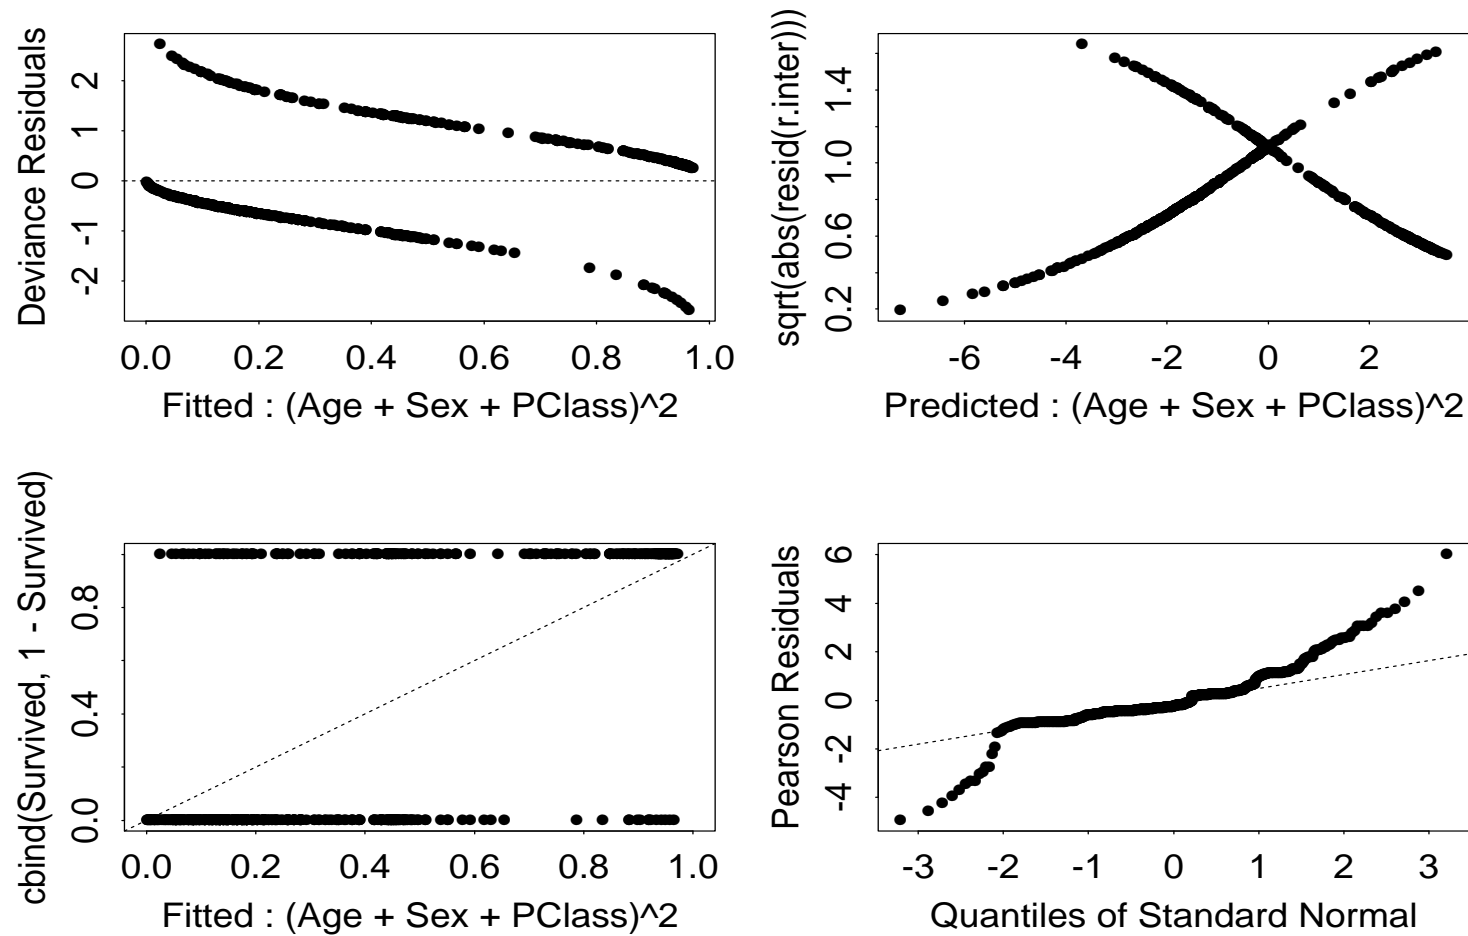 Deviance Residuals
2
1
0
-1
-2
0.0 0.2 0.4 0.6 0.8 1.0
Fitted : (Age + Sex + PClass)^2
sqrt(abs(resid(r.inter)))
1.4
1.0
0.6
0.2
-6 -4 -2 0 2
Predicted : (Age + Sex + PClass)^2
cbind(Survived, 1 - Survived)
0.8
0.4
0.0
0.0 0.2 0.4 0.6 0.8 1.0
Fitted : (Age + Sex + PClass)^2
Pearson Residuals
6
4
2
0
-2
-4
-3 -2 -1 0 1 2 3
Quantiles of Standard Normal